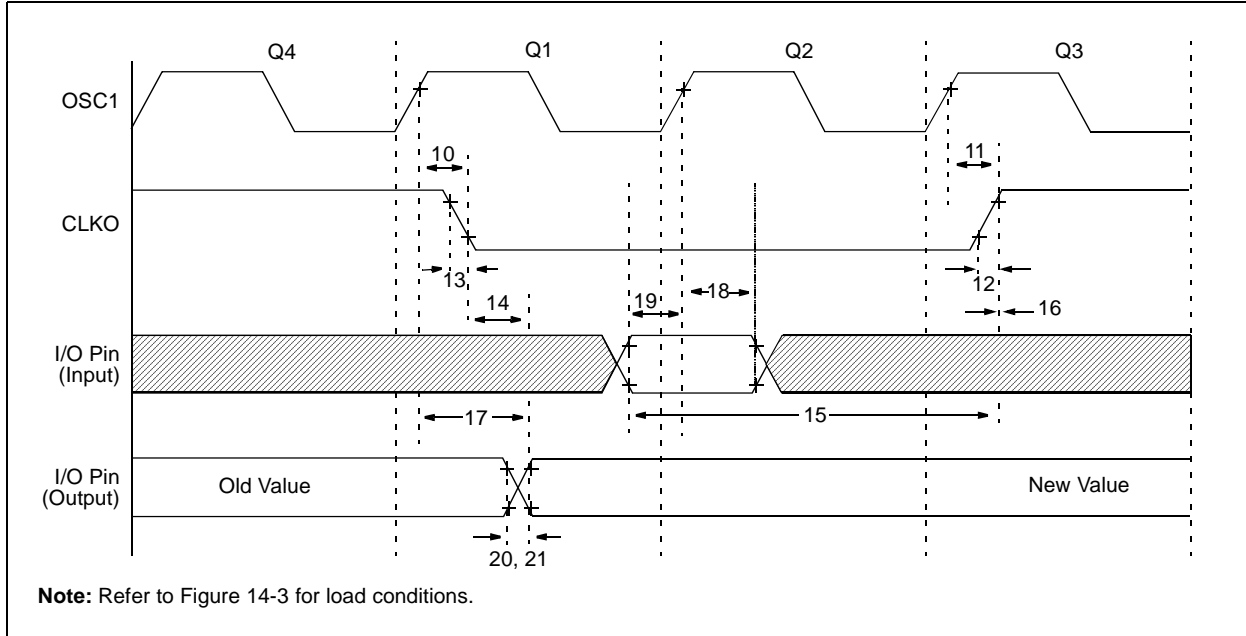 Q4 Q1 Q2 Q3
OSC1
10 11
CLKO
13 12
14 19 18 16
I/O Pin
(Input)
17 15
I/O Pin
(Output)
Old Value New Value
20, 21
Note: Refer to Figure 14-3 for load conditions.